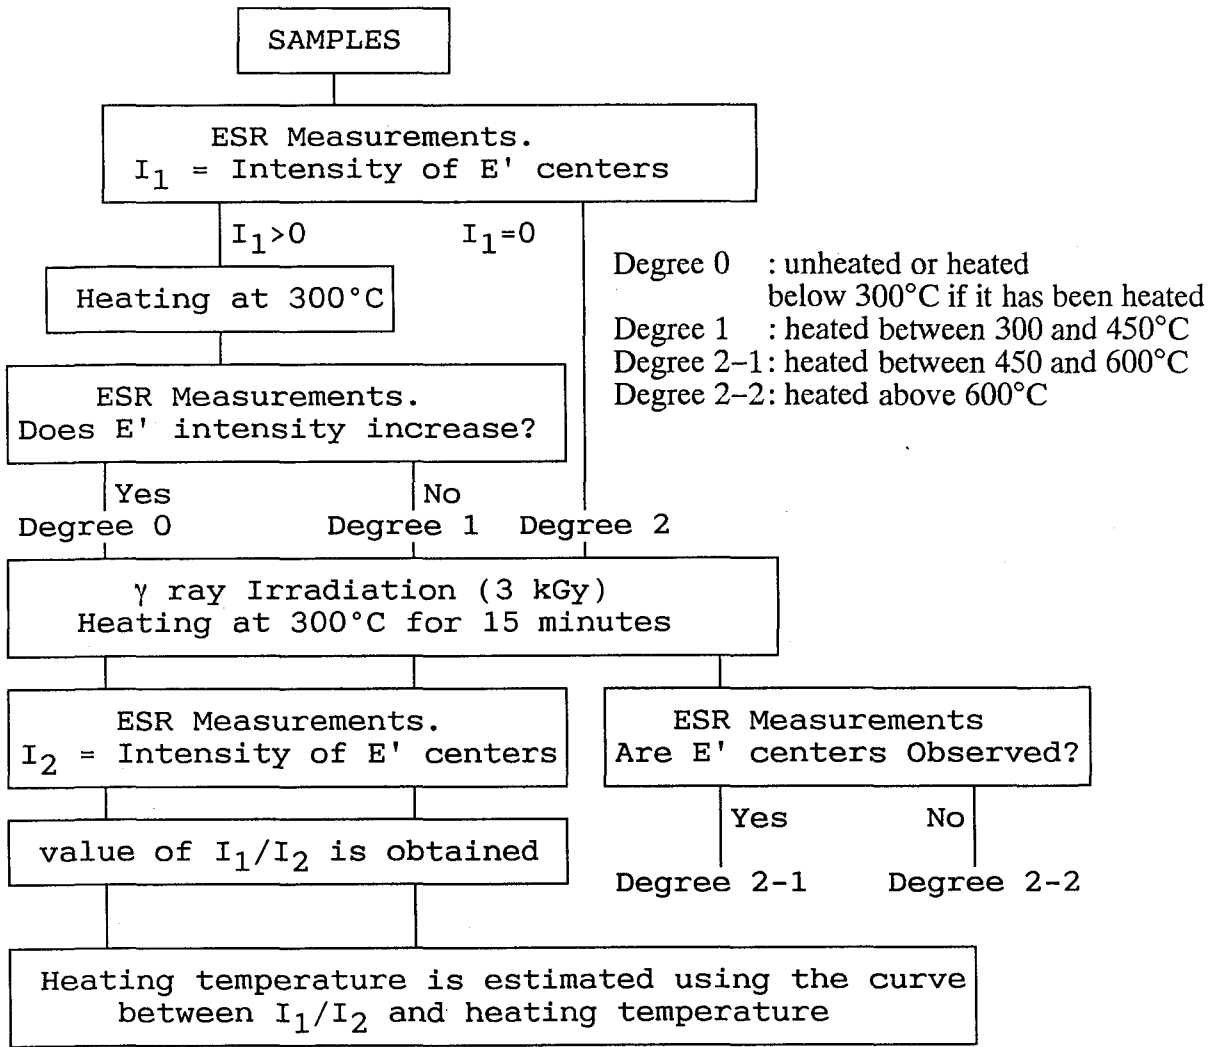 SAMPLES
ESR Measurements.
I1 = Intensity of E' centers
I1>0
I1=0
Heating at 300°C
Degree 0 : unheated or heated
below 300°C if it has been heated
Degree 1 : heated between 300 and 450°C
Degree 2–1: heated between 450 and 600°C
Degree 2–2: heated above 600°C
ESR Measurements.
Does E' intensity increase?
Yes
No
Degree 0
Degree 1
Degree 2
γ ray Irradiation (3 kGy)
Heating at 300°C for 15 minutes
ESR Measurements.
I2 = Intensity of E' centers
ESR Measurements
Are E' centers Observed?
Yes
No
value of I1/I2 is obtained
Degree 2-1
Degree 2-2
Heating temperature is estimated using the curve
between I1/I2 and heating temperature